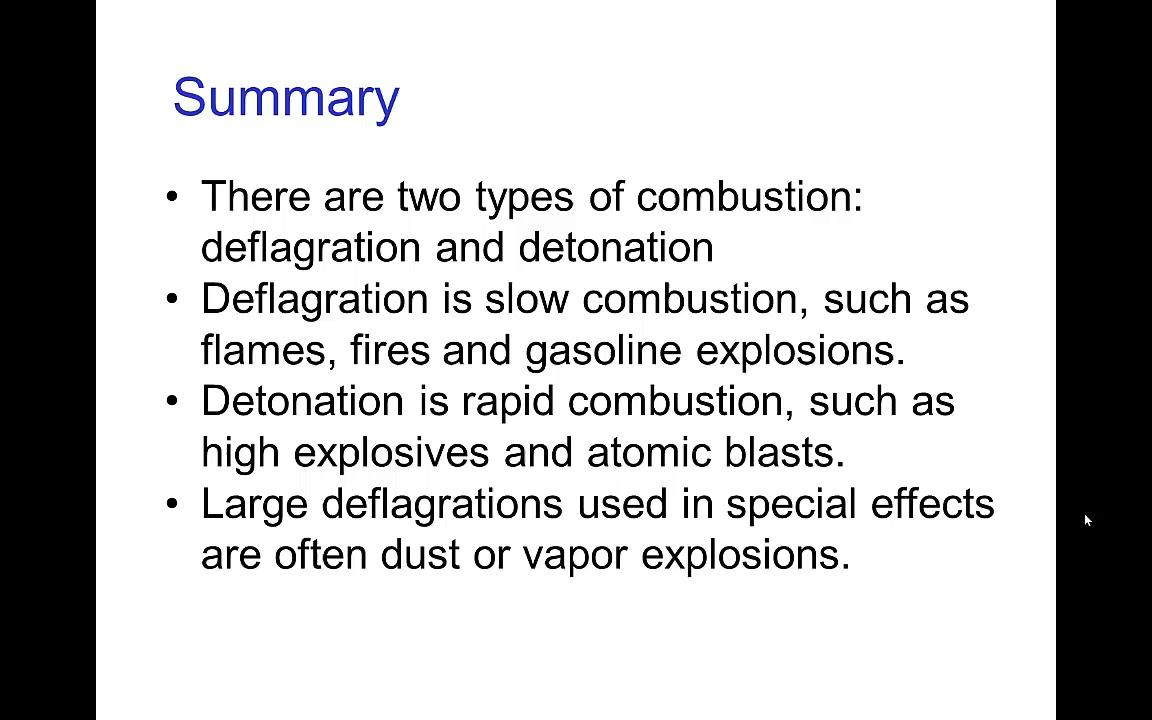 Summary
• There are two types of combustion:
deflagration and detonation
• Deflagration is slow combustion, such as
flames, fires and gasoline explosions.
• Detonation is rapid combustion, such as
high explosives and atomic blasts.
• Large deflagrations used in special effects
are often dust or vapor explosions.